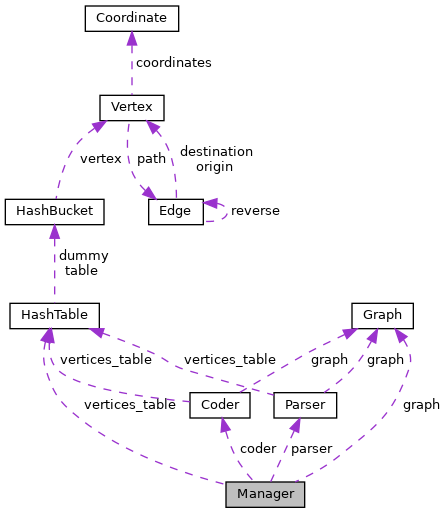 Coordinate
coordinates
Vertex
vertex
path
destination
origin
HashBucket
Edge
reverse
dummy
table
HashTable
Graph
vertices_table
vertices_table
graph
graph
vertices_table
Coder
Parser
graph
coder
parser
Manager